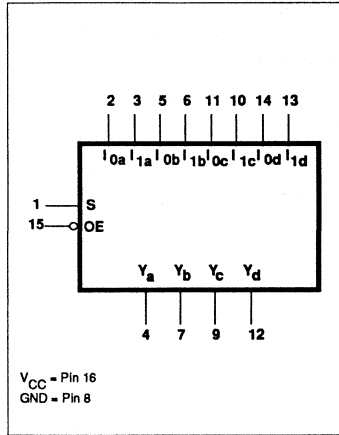 2 3 5 6 11 10 14 13
I0a I1a I0b I1b I0c I1c I0d I1d
1 S
15 OE
Ya Yb Yc Yd
4 7 9 12
VCC = Pin 16
GND = Pin 8